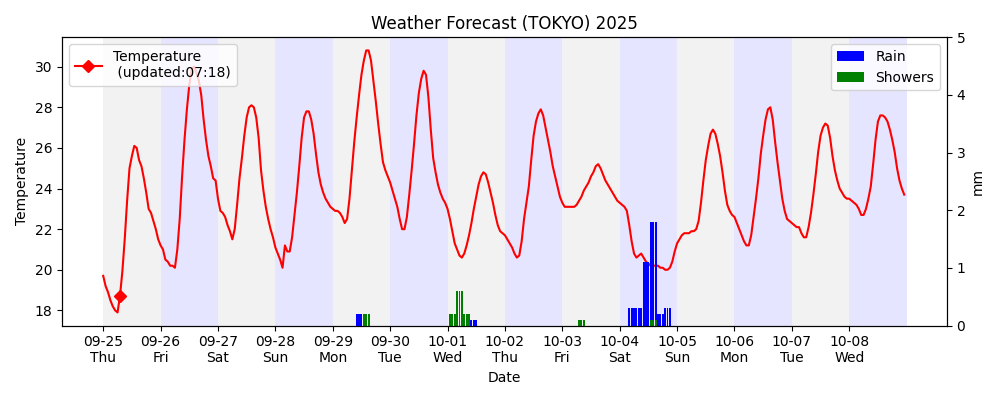 Weather Forecast (TOKYO) 2025
Temperature
(updated:07:18)
Rain
Showers
Temperature
30
28
26
24
22
20
18
5
4
3
2
1
0
mm
09-25 09-26 09-27 09-28 09-29 09-30 10-01 10-02 10-03 10-04 10-05 10-06 10-07 10-08
Thu Fri Sat Sun Mon Tue Wed Thu Fri Sat Sun Mon Tue Wed
Date